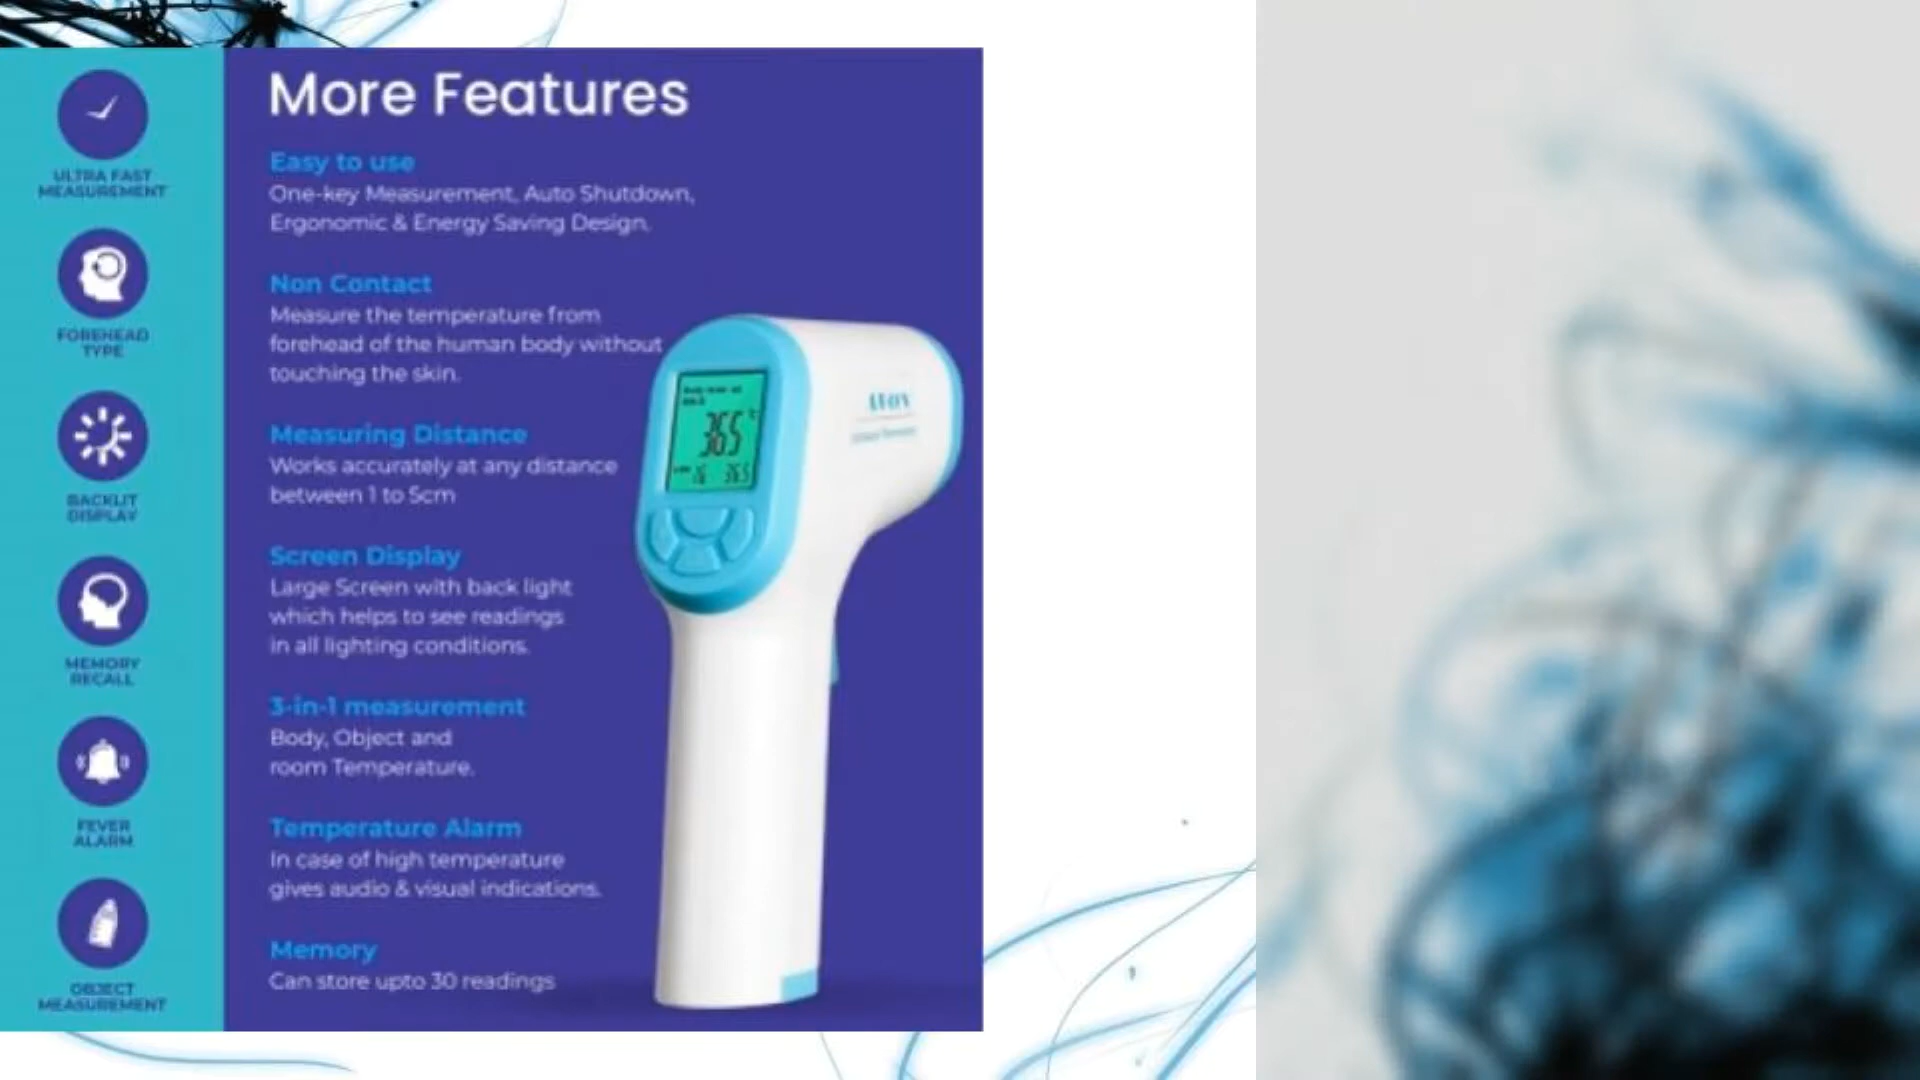 More Features
ULTRA FAST
MEASUREMENT
FOREHEAD
TYPE
BACKLIT
DISPLAY
MEMORY
RECALL
FEVER
ALARM
OBJECT
MEASUREMENT
Easy to use
One-key Measurement, Auto Shutdown,
Ergonomic & Energy Saving Design.
Non Contact
Measure the temperature from
forehead of the human body without
touching the skin.
Measuring Distance
Works accurately at any distance
between 1 to 5cm
Screen Display
Large Screen with back light
which helps to see readings
in all lighting conditions.
3-in-1 measurement
Body, Object and
room Temperature.
Temperature Alarm
In case of high temperature
gives audio & visual indications.
Memory
Can store upto 30 readings
36.5
°C
16 36.5